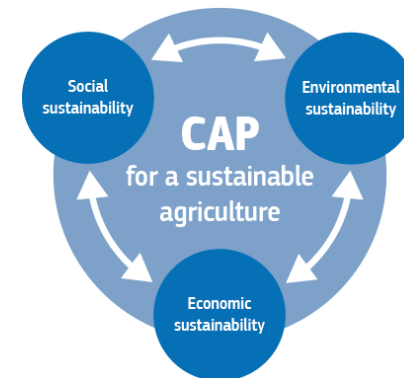 Social
sustainability
Environmental
sustainability
CAP
for a sustainable
agriculture
Economic
sustainability